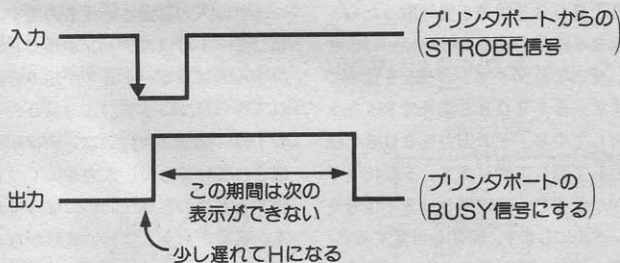 入力
(プリンタポートからの
STROBE信号)
この期間は次の
表示ができない
出力
(プリンタポートの
BUSY信号にする)
少し遅れてHになる